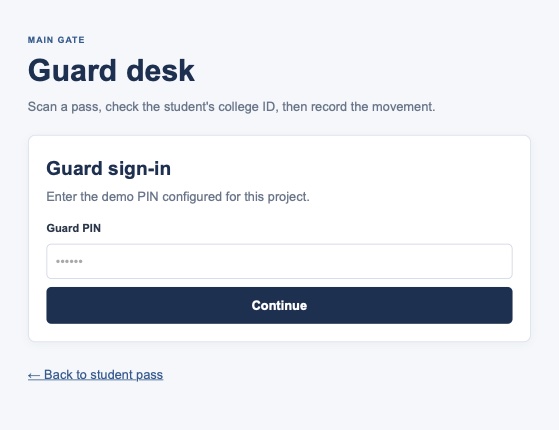 MAIN GATE
Guard desk
Scan a pass, check the student's college ID, then record the movement.
Guard sign-in
Enter the demo PIN configured for this project.
Guard PIN
••••••
Continue
← Back to student pass